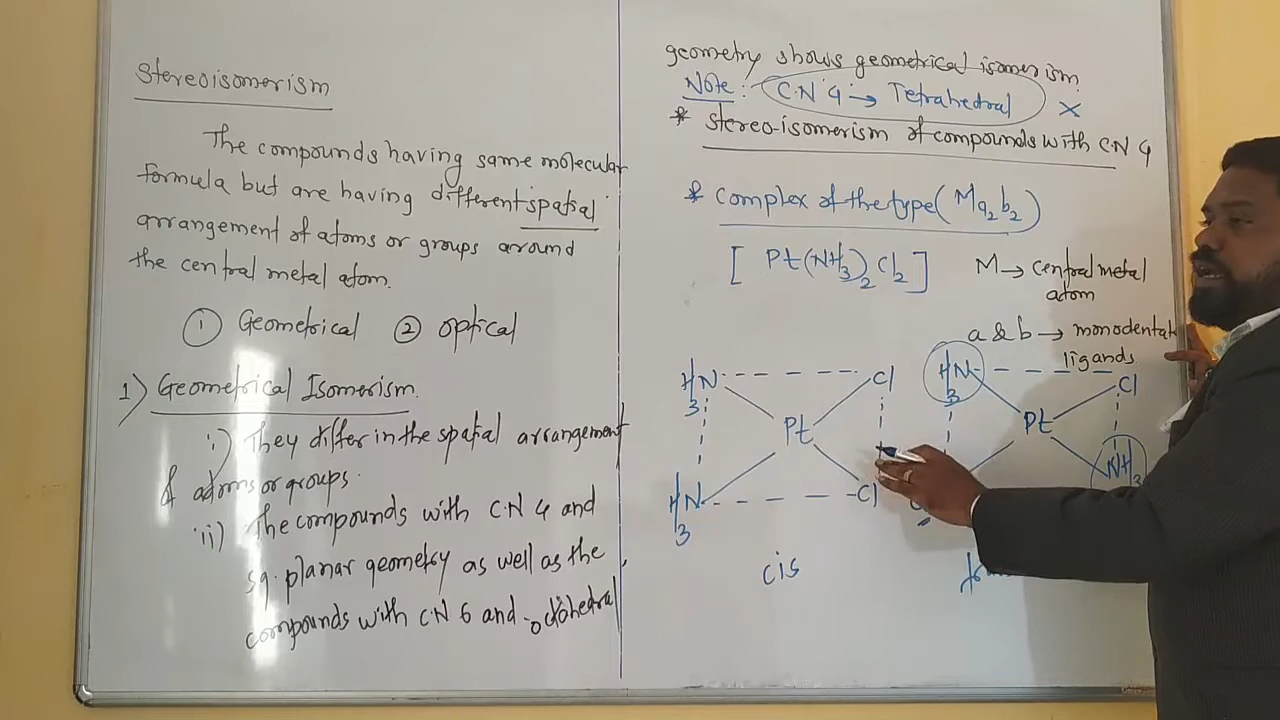 Stereoisomerism
The compounds having same molecular
formula but are having different spatial
arrangement of atoms or groups around
the central metal atom.
① Geometrical ② optical
1) Geometrical Isomerism.
i) They differ in the spatial arrangement
of atoms or groups.
ii) The compounds with C.N 4 and
sq. planar geometry as well as the
compounds with C.N 6 and octahedral
geometry shows geometrical isomerism
Note: C.N 4 → Tetrahedral X
* stereo-isomerism of compounds with C.N 4
* complex of the type (Ma₂b₂)
[Pt(NH₃)₂Cl₂] M → central metal
atom
a & b → monodentate
ligands
H₃N Cl H₃N Cl
Pt Pt
H₃N Cl NH₃
cis